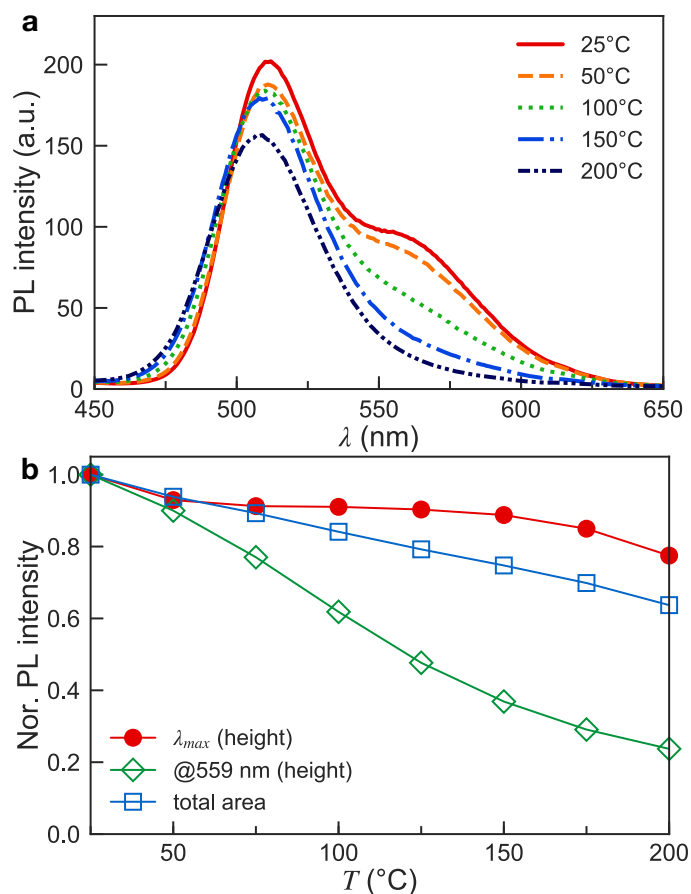 a
PL intensity (a.u.)
200
150
100
50
0
25°C
50°C
100°C
150°C
200°C
450
500
550
600
650
λ (nm)
b
Nor. PL intensity
1.0
0.8
0.6
0.4
0.2
0.0
λmax (height)
@559 nm (height)
total area
50
100
150
200
T (°C)